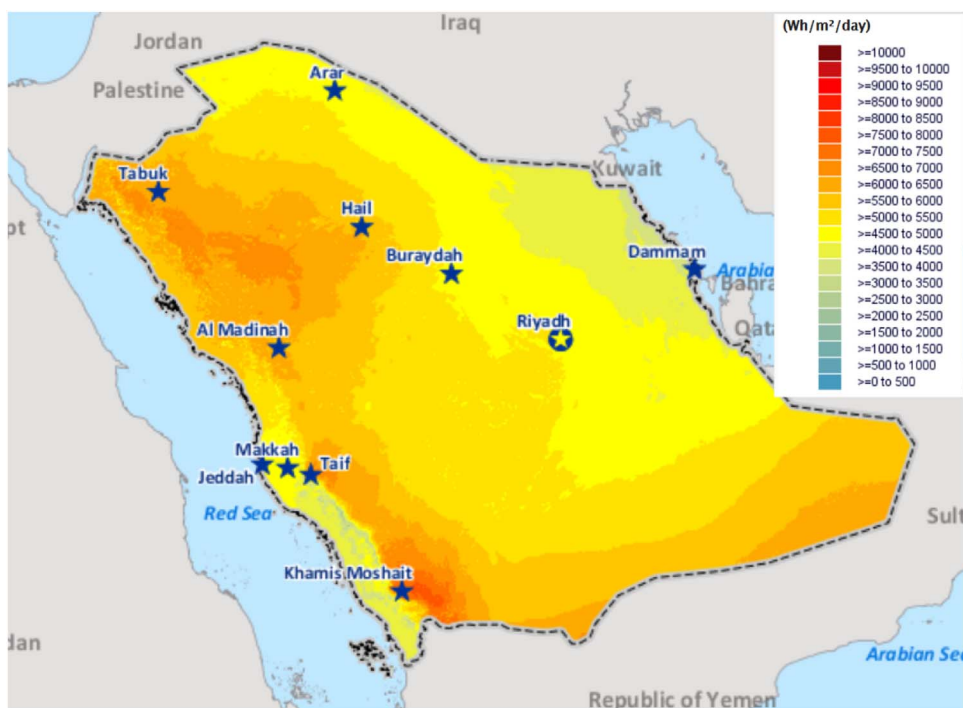 (Wh/m²/day)
Iraq
Jordan
Palestine
Arar
Kuwait
Tabuk
Hail
pt
Buraydah
Dammam
Arabia
Bahra
Riyadh
Qata
Al Madinah
Makkah
Taif
Jeddah
Red Sea
Sult
Khamis Moshait
dan
Arabian Sea
Republic of Yemen
>=10000
>=9500 to 10000
>=9000 to 9500
>=8500 to 9000
>=8000 to 8500
>=7500 to 8000
>=7000 to 7500
>=6500 to 7000
>=6000 to 6500
>=5500 to 6000
>=5000 to 5500
>=4500 to 5000
>=4000 to 4500
>=3500 to 4000
>=3000 to 3500
>=2500 to 3000
>=2000 to 2500
>=1500 to 2000
>=1000 to 1500
>=500 to 1000
>=0 to 500